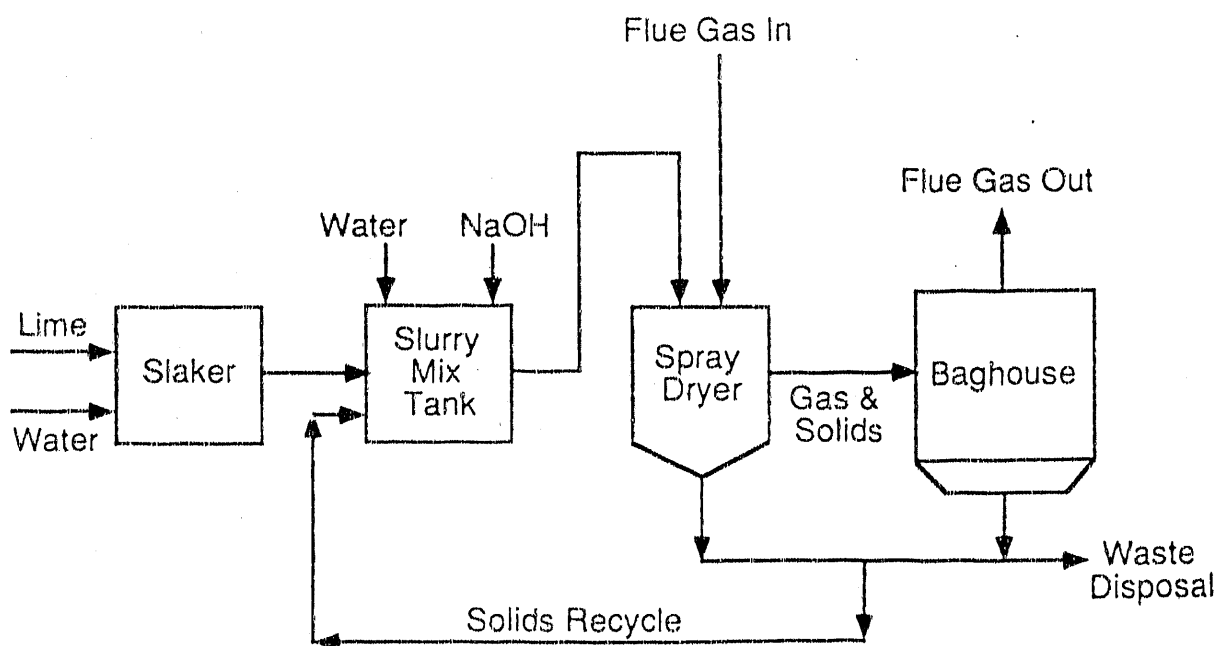 Flue Gas In
Flue Gas Out
Water
NaOH
Lime
Water
Slaker
Slurry
Mix
Tank
Spray
Dryer
Gas &
Solids
Baghouse
Waste
Disposal
Solids Recycle